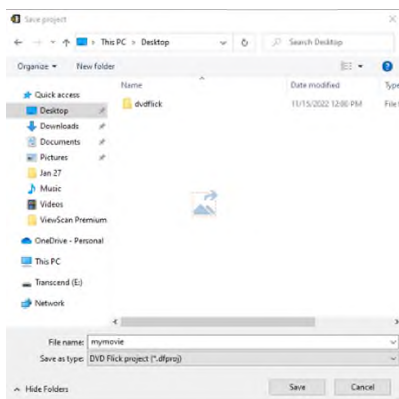 Save project
This PC > Desktop
Search Desktop
Organize
New folder
Name
Date modified
Type
Quick access
Desktop
Downloads
Documents
Pictures
Jan 27
Music
Videos
ViewScan Premium
OneDrive - Personal
This PC
Transcend (E:)
Network
dvdflick
11/15/2022 12:00 PM
File
File name: mymovie
Save as type: DVD Flick project (*.dfproj)
Hide Folders
Save
Cancel